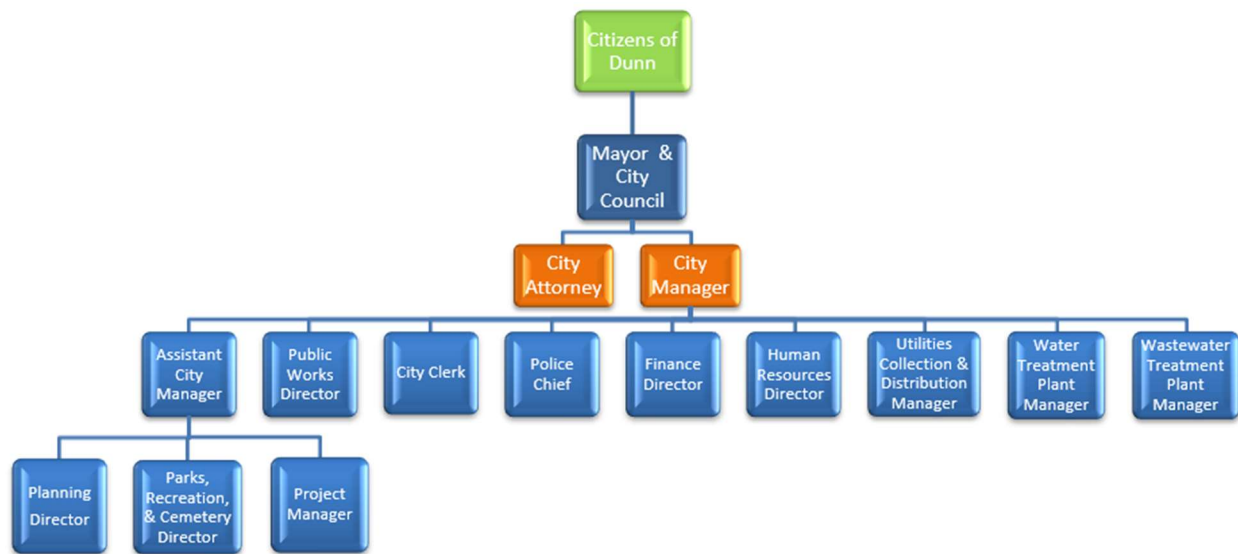 Citizens of
Dunn
Mayor &
City
Council
City
Attorney
City
Manager
Assistant
City
Manager
Public
Works
Director
City Clerk
Police
Chief
Finance
Director
Human
Resources
Director
Utilities
Collection &
Distribution
Manager
Water
Treatment
Plant
Manager
Wastewater
Treatment
Plant
Manager
Planning
Director
Parks,
Recreation,
& Cemetery
Director
Project
Manager